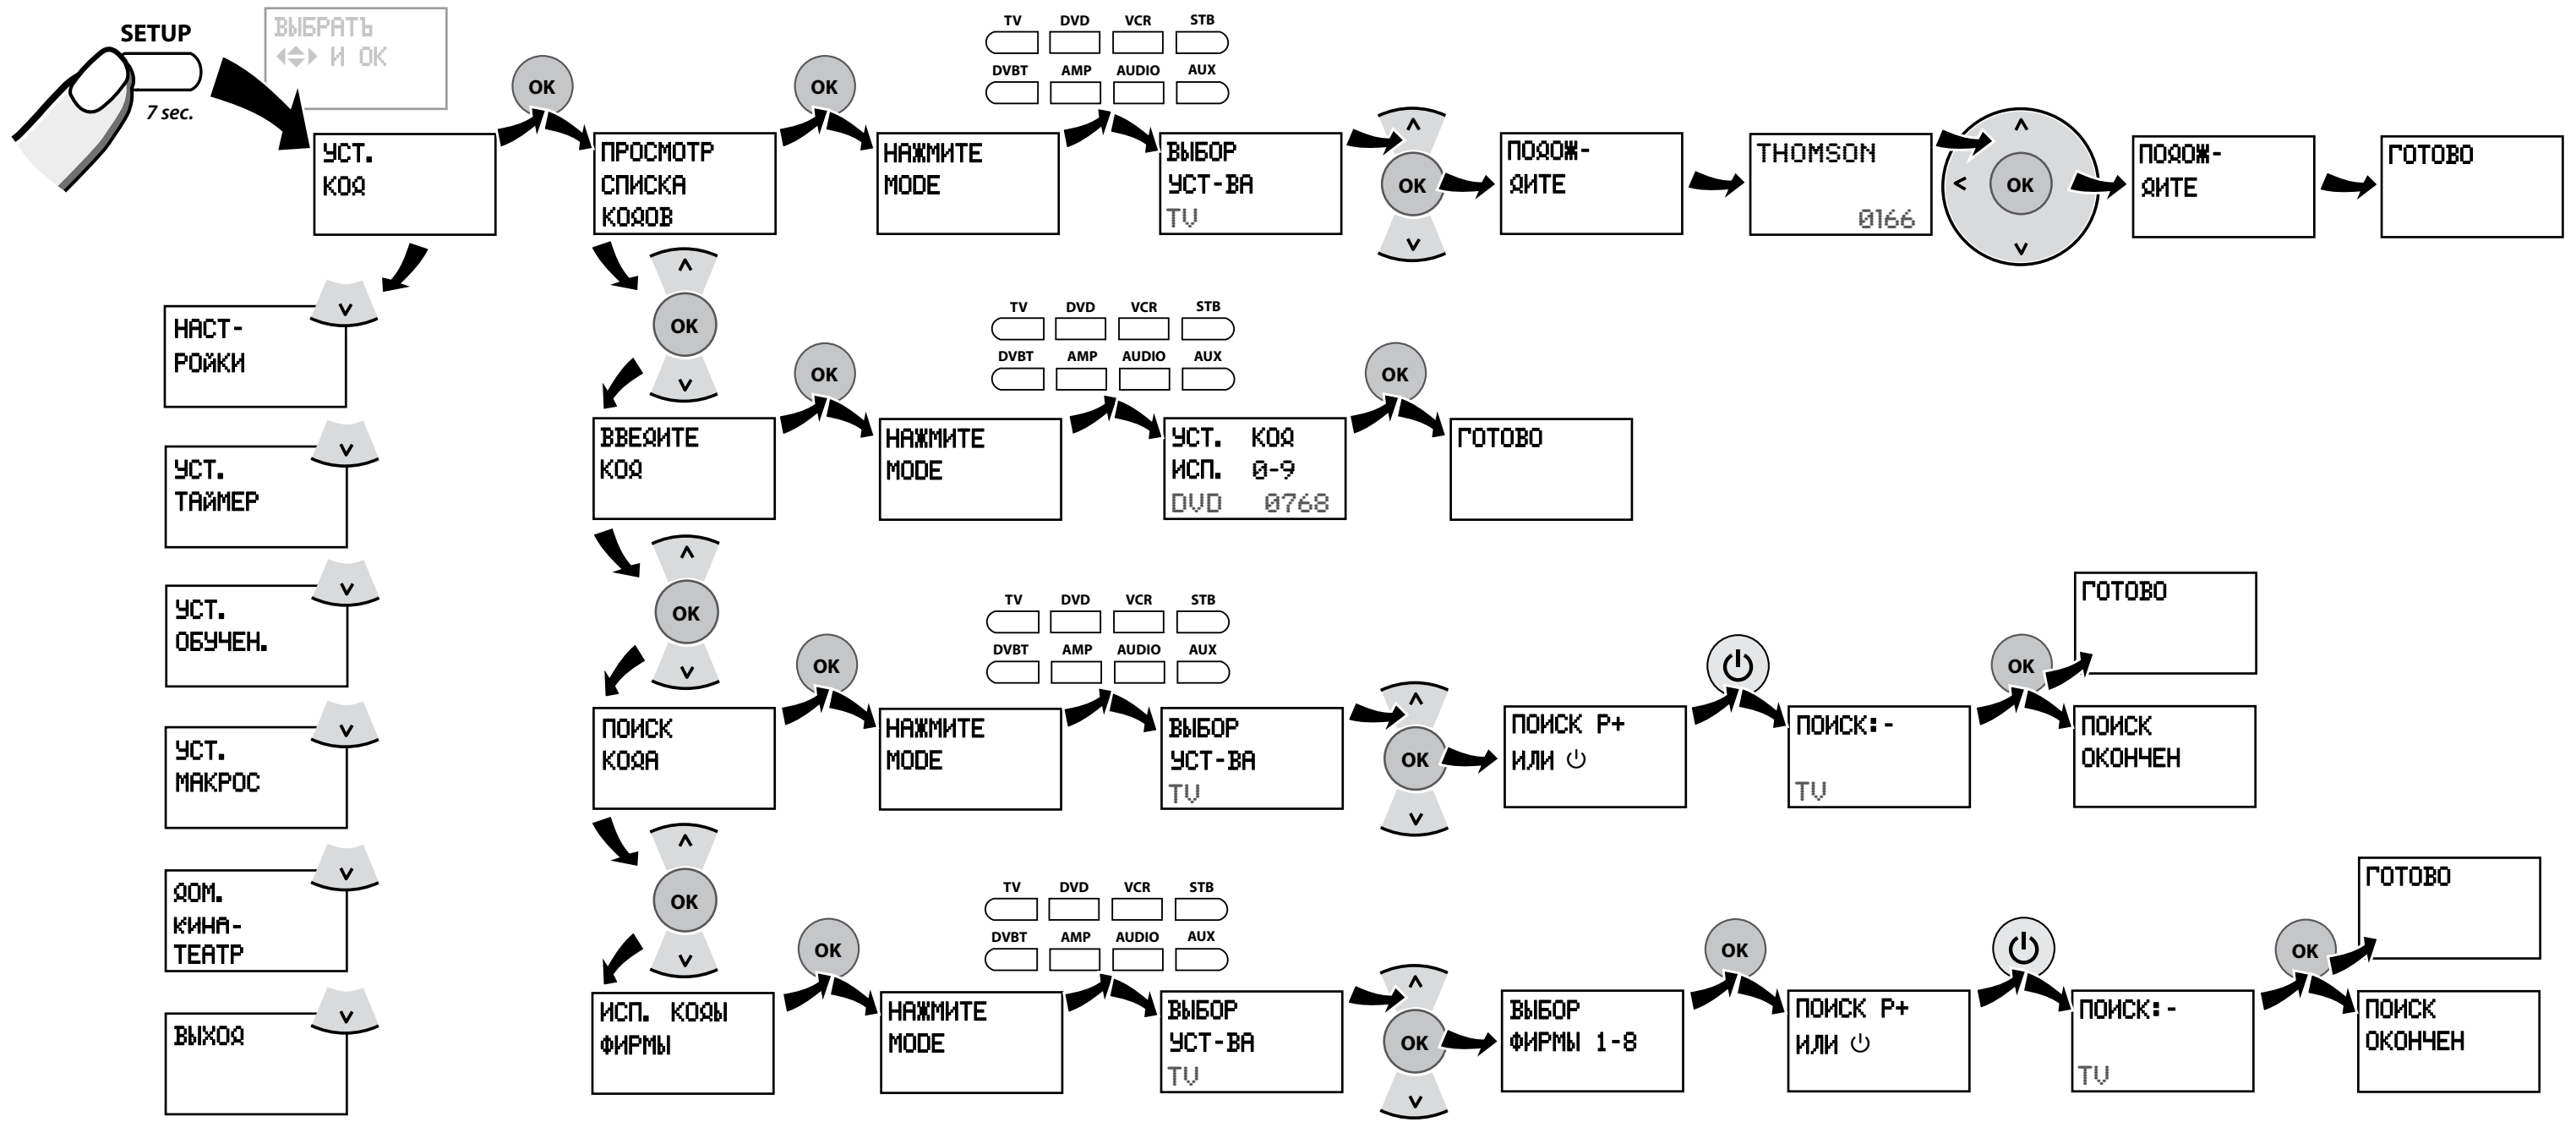 SETUP
7 sec.
ВЫБРАТЬ
И OK
УСТ.
КОД
OK
ПРОСМОТР
СПИСКА
КОДОВ
OK
НАЖМИТЕ
MODE
TV DVD VCR STB
DVBT AMP AUDIO AUX
ВЫБОР
УСТ-ВА
TV
OK
ПОДОЖ-
ДИТЕ
THOMSON
0166
OK
ПОДОЖ-
ДИТЕ
ГОТОВО
НАСТ-
РОЙКИ
УСТ.
ТАЙМЕР
УСТ.
ОБУЧЕН.
УСТ.
МАКРОС
ДОМ.
КИНА-
ТЕАТР
ВЫХОД
OK
ВВЕДИТЕ
КОД
OK
НАЖМИТЕ
MODE
TV DVD VCR STB
DVBT AMP AUDIO AUX
УСТ. КОД
ИСП. 0-9
DVD 0768
OK
ГОТОВО
OK
ПОИСК
КОДА
OK
НАЖМИТЕ
MODE
TV DVD VCR STB
DVBT AMP AUDIO AUX
ВЫБОР
УСТ-ВА
TV
OK
ПОИСК P+
ИЛИ
ПОИСК:-
TV
OK
ГОТОВО
ПОИСК
ОКОНЧЕН
OK
ИСП. КОДЫ
ФИРМЫ
OK
НАЖМИТЕ
MODE
TV DVD VCR STB
DVBT AMP AUDIO AUX
ВЫБОР
УСТ-ВА
TV
OK
ВЫБОР
ФИРМЫ 1-8
OK
ПОИСК P+
ИЛИ
ПОИСК:-
TV
OK
ГОТОВО
ПОИСК
ОКОНЧЕН